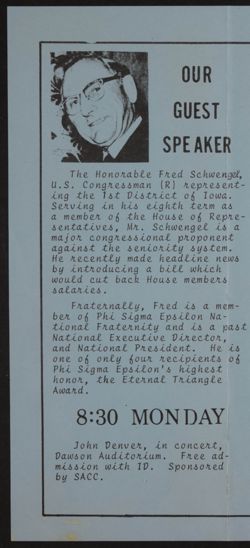 OUR
GUEST
SPEAKER
The Honorable Fred Schwengel,
U.S. Congressman (R) represent-
ing the 1st District of Iowa.
Serving in his eighth term as
a member of the House of Repre-
sentatives, Mr. Schwengel is a
major congressional proponent
against the seniority system.
He recently made headline news
by introducing a bill which
would cut back House members
salaries.
Fraternally, Fred is a mem-
ber of Phi Sigma Epsilon Na-
tional Fraternity and is a past
National Executive Director,
and National President. He is
one of only four recipients of
Phi Sigma Epsilon's highest
honor, the Eternal Triangle
Award.
8:30 MONDAY
John Denver, in concert,
Dawson Auditorium. Free ad-
mission with ID. Sponsored
by SACC.